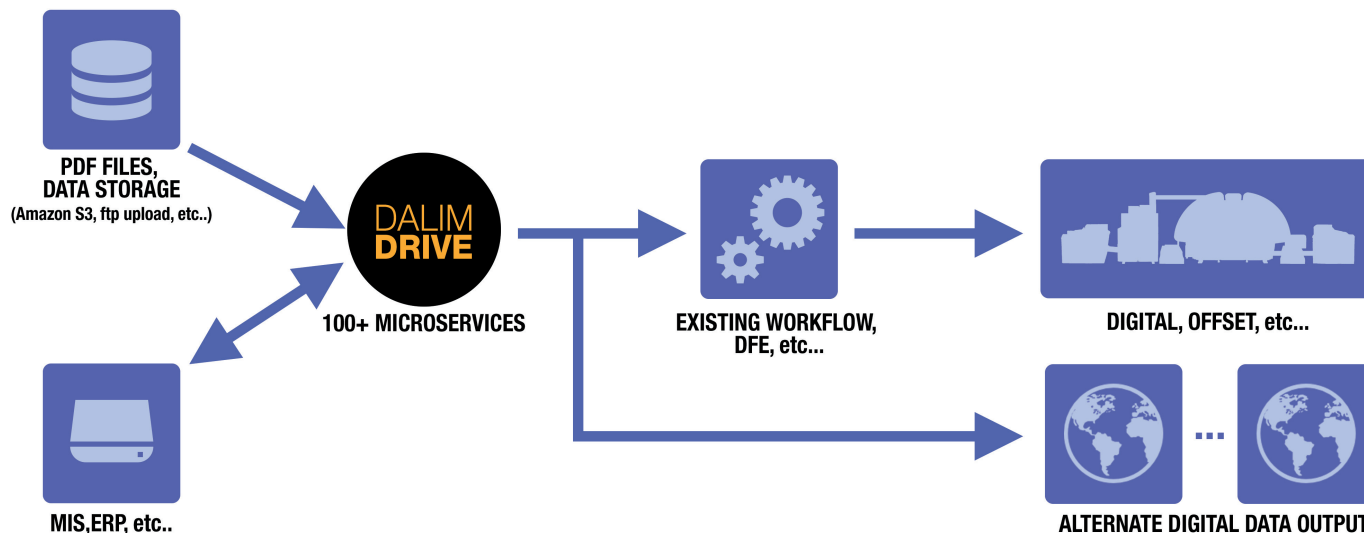 PDF FILES,
DATA STORAGE
(Amazon S3, ftp upload, etc..)
DALIM
DRIVE
100+ MICROSERVICES
EXISTING WORKFLOW,
DFE, etc...
DIGITAL, OFFSET, etc...
MIS,ERP, etc..
...
ALTERNATE DIGITAL DATA OUTPUT